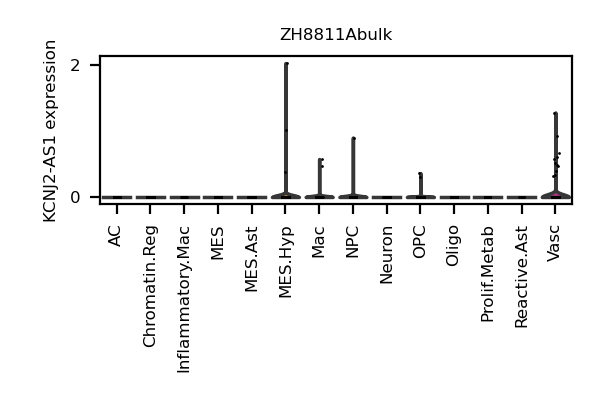 ZH8811Abulk
KCNJ2-AS1 expression
2
0
AC
Chromatin.Reg
Inflammatory.Mac
MES
MES.Ast
MES.Hyp
Mac
NPC
Neuron
OPC
Oligo
Prolif.Metab
Reactive.Ast
Vasc